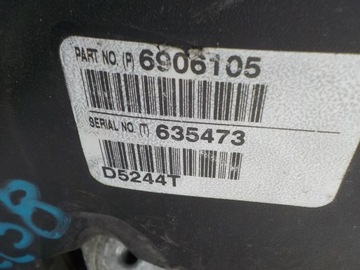 PART NO. (P) 6906105
SERIAL NO. (T) 635473
D5244T